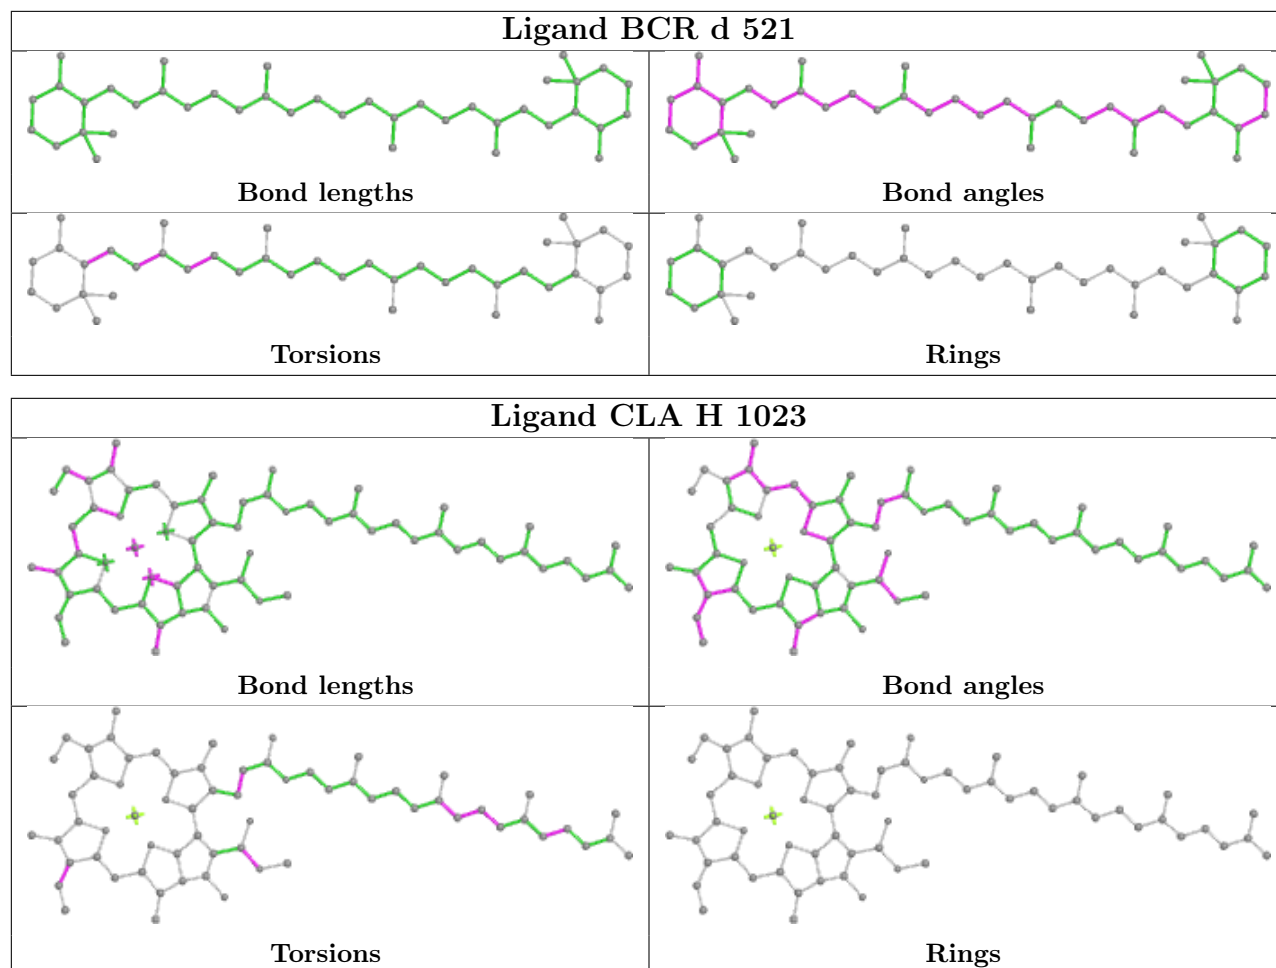 Ligand BCR d 521
Bond lengths
Bond angles
Torsions
Rings
Ligand CLA H 1023
Bond lengths
Bond angles
Torsions
Rings